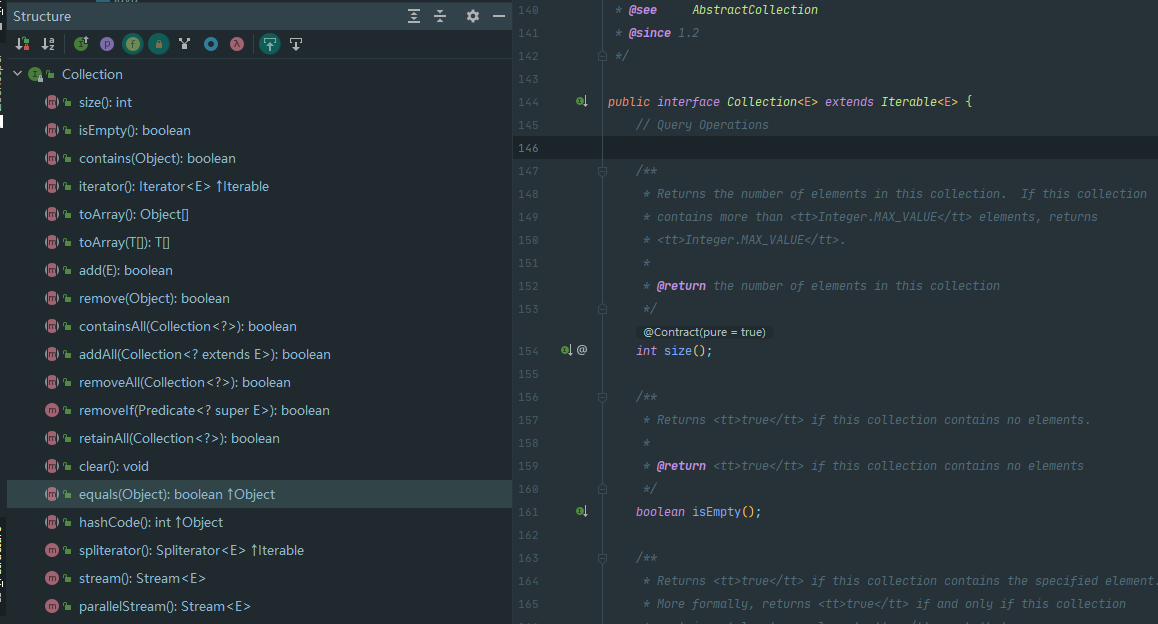 Structure
Collection
size(): int
isEmpty(): boolean
contains(Object): boolean
iterator(): Iterator<E> ↑Iterable
toArray(): Object[]
toArray(T[]): T[]
add(E): boolean
remove(Object): boolean
containsAll(Collection<?>): boolean
addAll(Collection<? extends E>): boolean
removeAll(Collection<?>): boolean
removeIf(Predicate<? super E>): boolean
retainAll(Collection<?>): boolean
clear(): void
equals(Object): boolean ↑Object
hashCode(): int ↑Object
spliterator(): Spliterator<E> ↑Iterable
stream(): Stream<E>
parallelStream(): Stream<E>
140 * @see AbstractCollection
141 * @since 1.2
142 */
143
144 public interface Collection<E> extends Iterable<E> {
145 // Query Operations
146
147 /**
148 * Returns the number of elements in this collection. If this collection
149 * contains more than <tt>Integer.MAX_VALUE</tt> elements, returns
150 * <tt>Integer.MAX_VALUE</tt>.
151 *
152 * @return the number of elements in this collection
153 */
@Contract(pure = true)
154 @ int size();
155
156 /**
157 * Returns <tt>true</tt> if this collection contains no elements.
158 *
159 * @return <tt>true</tt> if this collection contains no elements
160 */
161 boolean isEmpty();
162
163 /**
164 * Returns <tt>true</tt> if this collection contains the specified element.
165 * More formally, returns <tt>true</tt> if and only if this collection